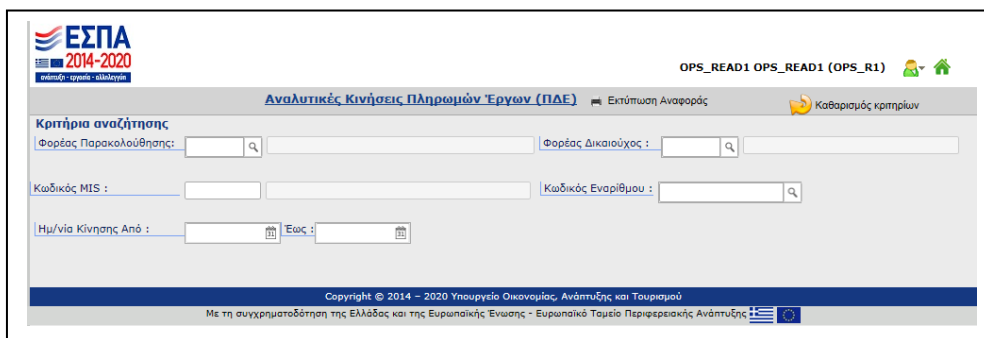 ΕΣΠΑ
2014-2020
ανάπτυξη - εργασία - αλληλεγγύη
OPS_READ1 OPS_READ1 (OPS_R1)
Αναλυτικές Κινήσεις Πληρωμών Έργων (ΠΔΕ) Εκτύπωση Αναφοράς Καθαρισμός κριτηρίων
Κριτήρια αναζήτησης
Φορέας Παρακολούθησης: Φορέας Δικαιούχος :
Κωδικός MIS : Κωδικός Εναρίθμου :
Ημ/νία Κίνησης Από : 31 Έως : 31
Copyright © 2014 – 2020 Υπουργείο Οικονομίας, Ανάπτυξης και Τουρισμού
Με τη συγχρηματοδότηση της Ελλάδας και της Ευρωπαϊκής Ένωσης - Ευρωπαϊκό Ταμείο Περιφερειακής Ανάπτυξης